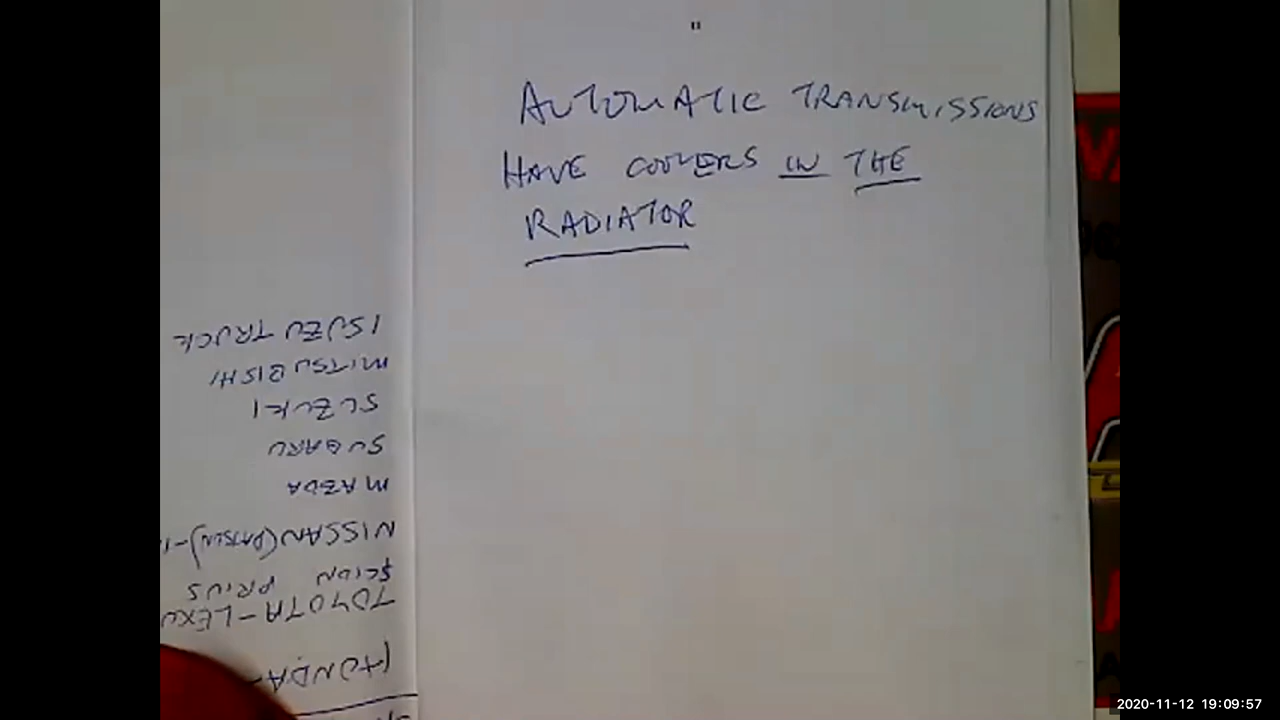 AUTOMATIC TRANSMISSIONS
HAVE COOLERS IN THE
RADIATOR
HONDA-
TOYOTA-LEXU
SCION PRIUS
NISSAN (DATSUN)-
MAZDA
SUBARU
SUZUKI
MITSUBISHI
ISUZU TRUCK
2020-11-12 19:09:57